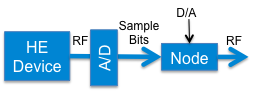 HE
Device
RF
A/D
Sample
Bits
D/A
Node
RF